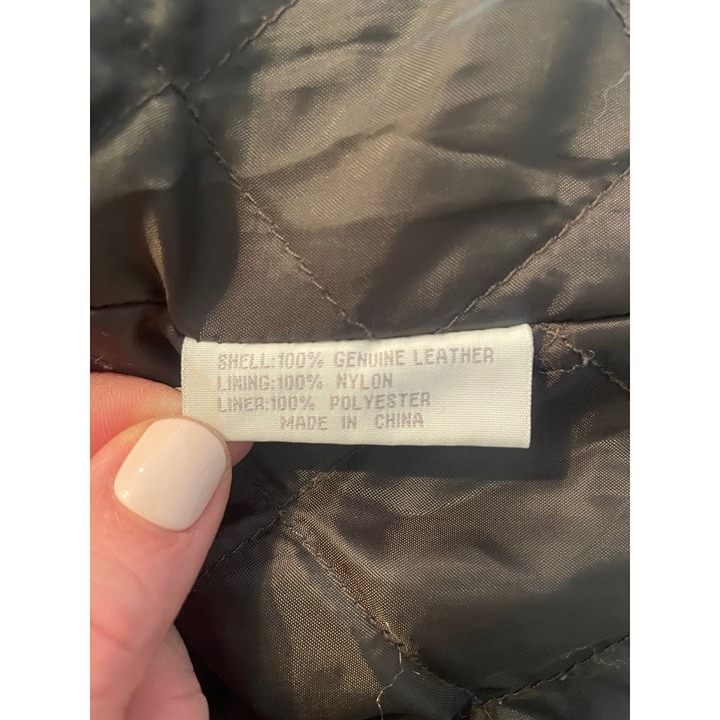 SHELL:100% GENUINE LEATHER
LINING:100% NYLON
LINER:100% POLYESTER
MADE IN CHINA